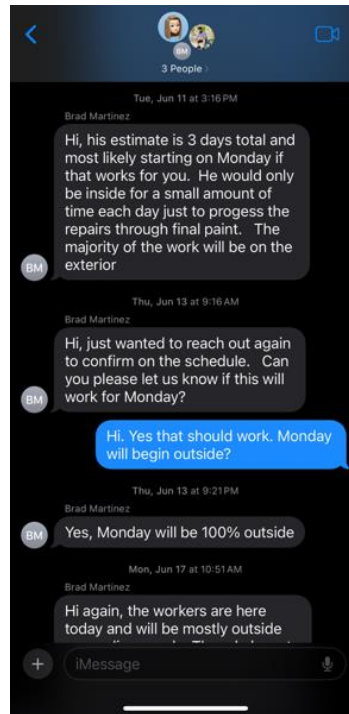 BM
3 People
Tue, Jun 11 at 3:16 PM
Brad Martinez
Hi, his estimate is 3 days total and
most likely starting on Monday if
that works for you. He would only
be inside for a small amount of
time each day just to progess the
repairs through final paint. The
majority of the work will be on the
exterior
BM
Thu, Jun 13 at 9:16 AM
Brad Martinez
Hi, just wanted to reach out again
to confirm on the schedule. Can
you please let us know if this will
work for Monday?
BM
Hi. Yes that should work. Monday
will begin outside?
Thu, Jun 13 at 9:21 PM
Brad Martinez
Yes, Monday will be 100% outside
BM
Mon, Jun 17 at 10:51 AM
Brad Martinez
Hi again, the workers are here
today and will be mostly outside
iMessage